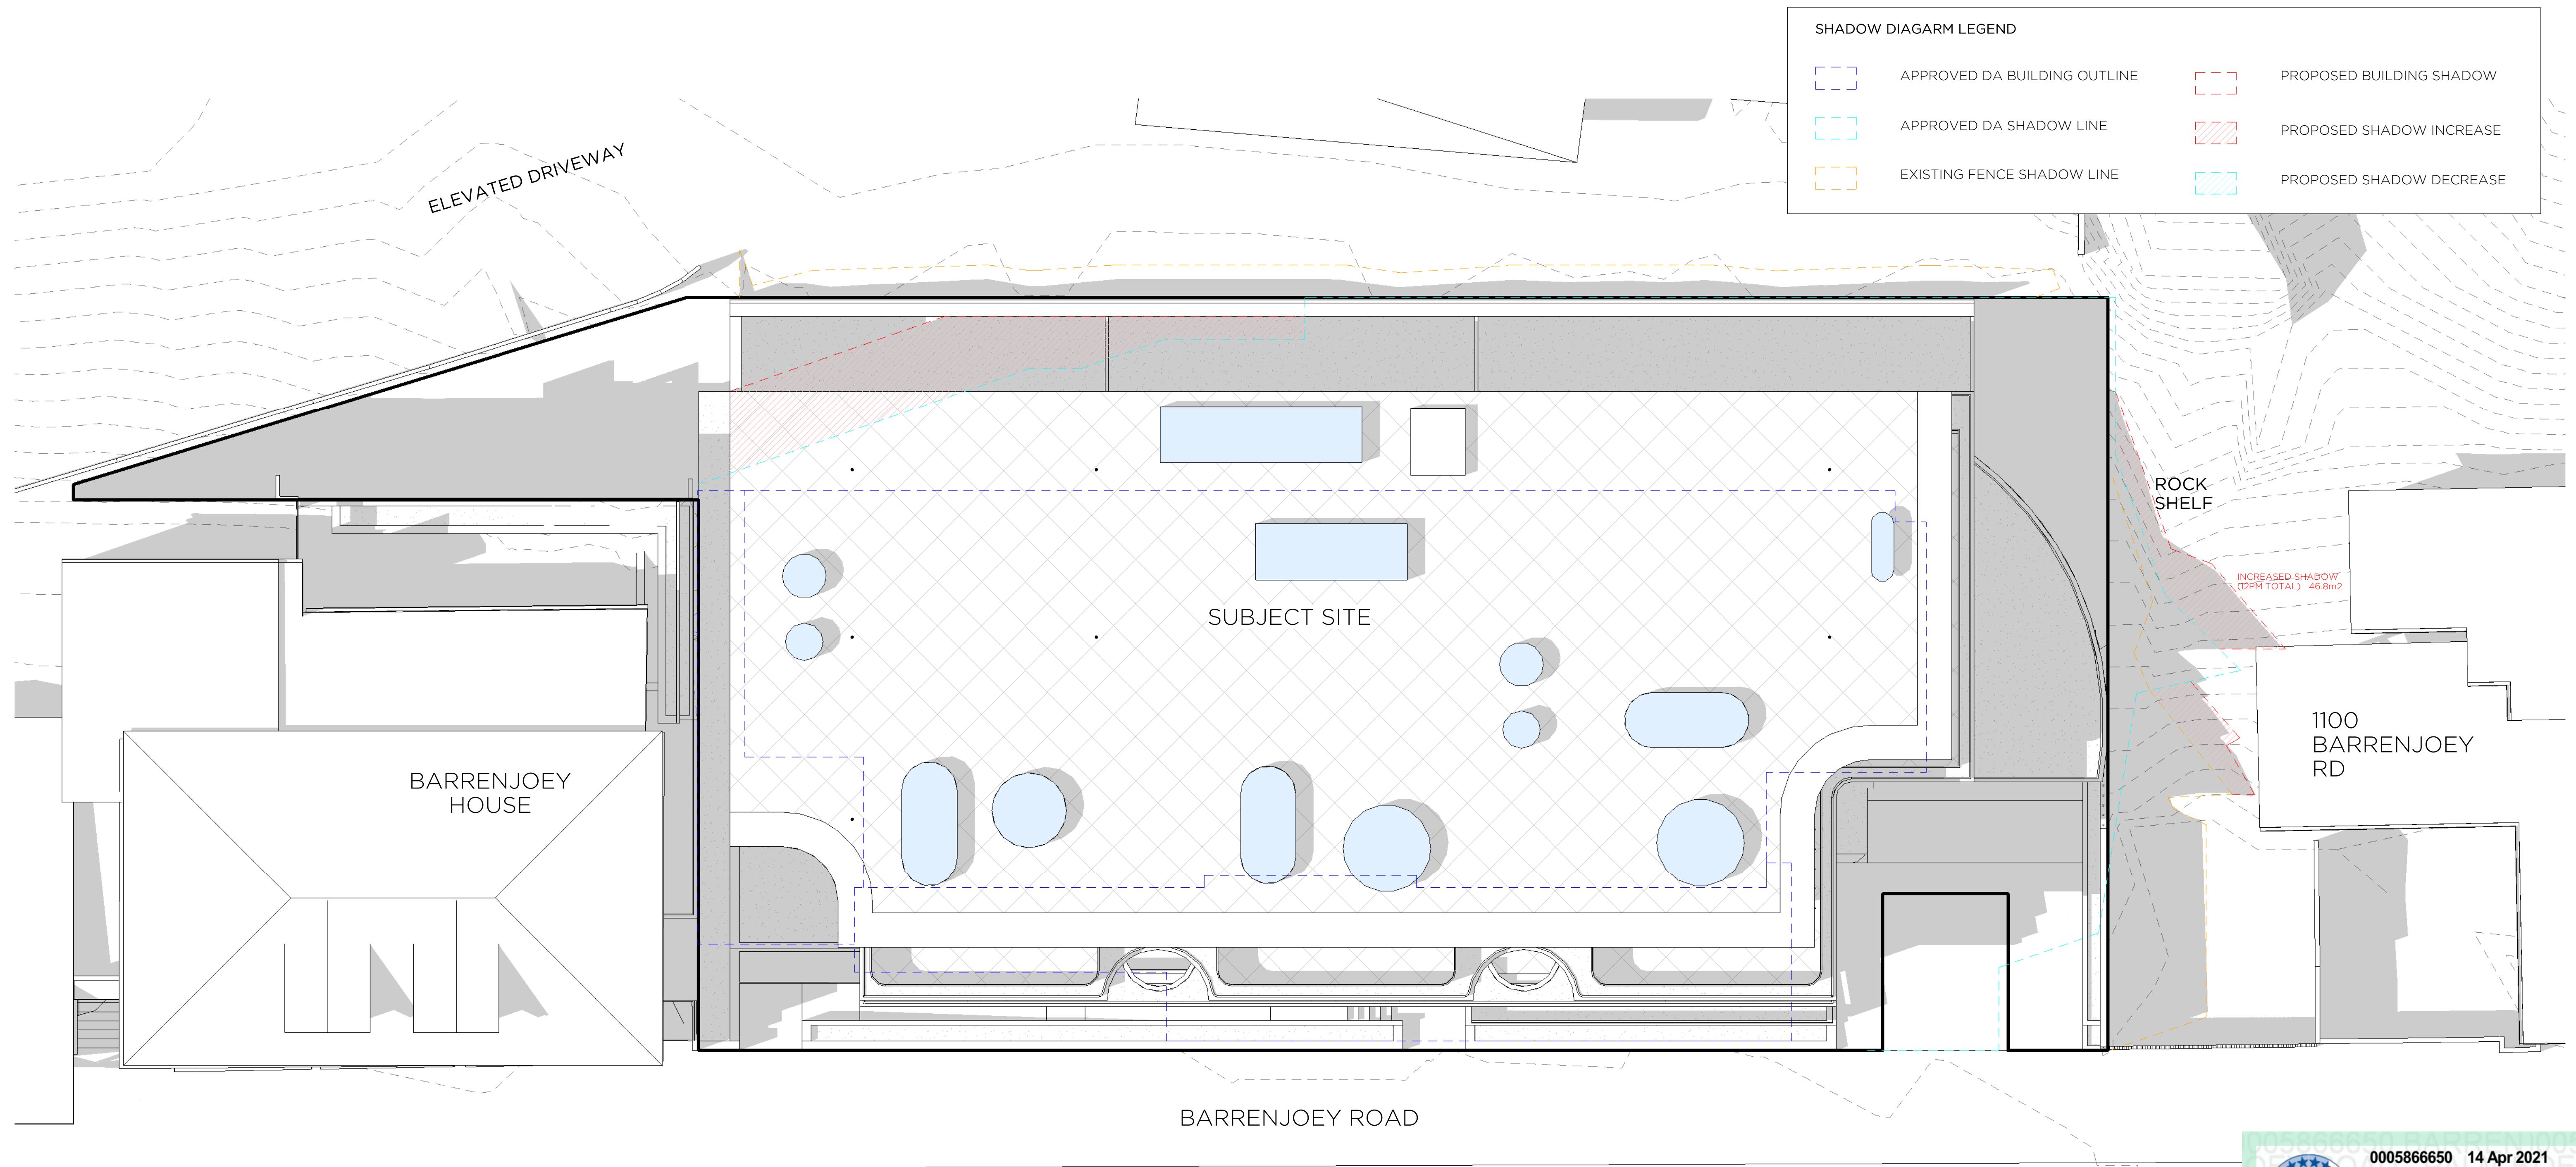 SHADOW DIAGARM LEGEND
APPROVED DA BUILDING OUTLINE
PROPOSED BUILDING SHADOW
APPROVED DA SHADOW LINE
PROPOSED SHADOW INCREASE
EXISTING FENCE SHADOW LINE
PROPOSED SHADOW DECREASE
ELEVATED DRIVEWAY
ROCK
SHELF
INCREASED SHADOW
(12PM TOTAL) 46.8m2
SUBJECT SITE
1100
BARRENJOEY
RD
BARRENJOEY
HOUSE
BARRENJOEY ROAD
0005866650 14 Apr 2021